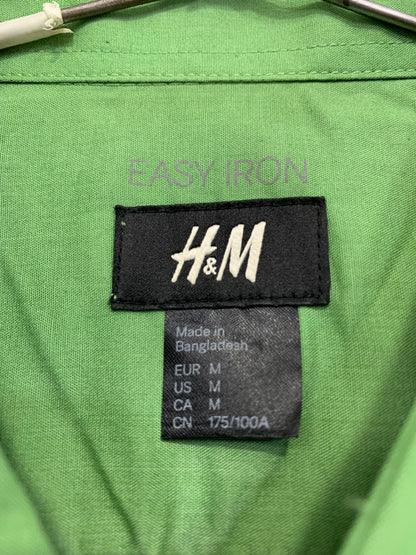 EASY IRON
H&M
Made in
Bangladesh
EUR M
US M
CA M
CN 175/100A